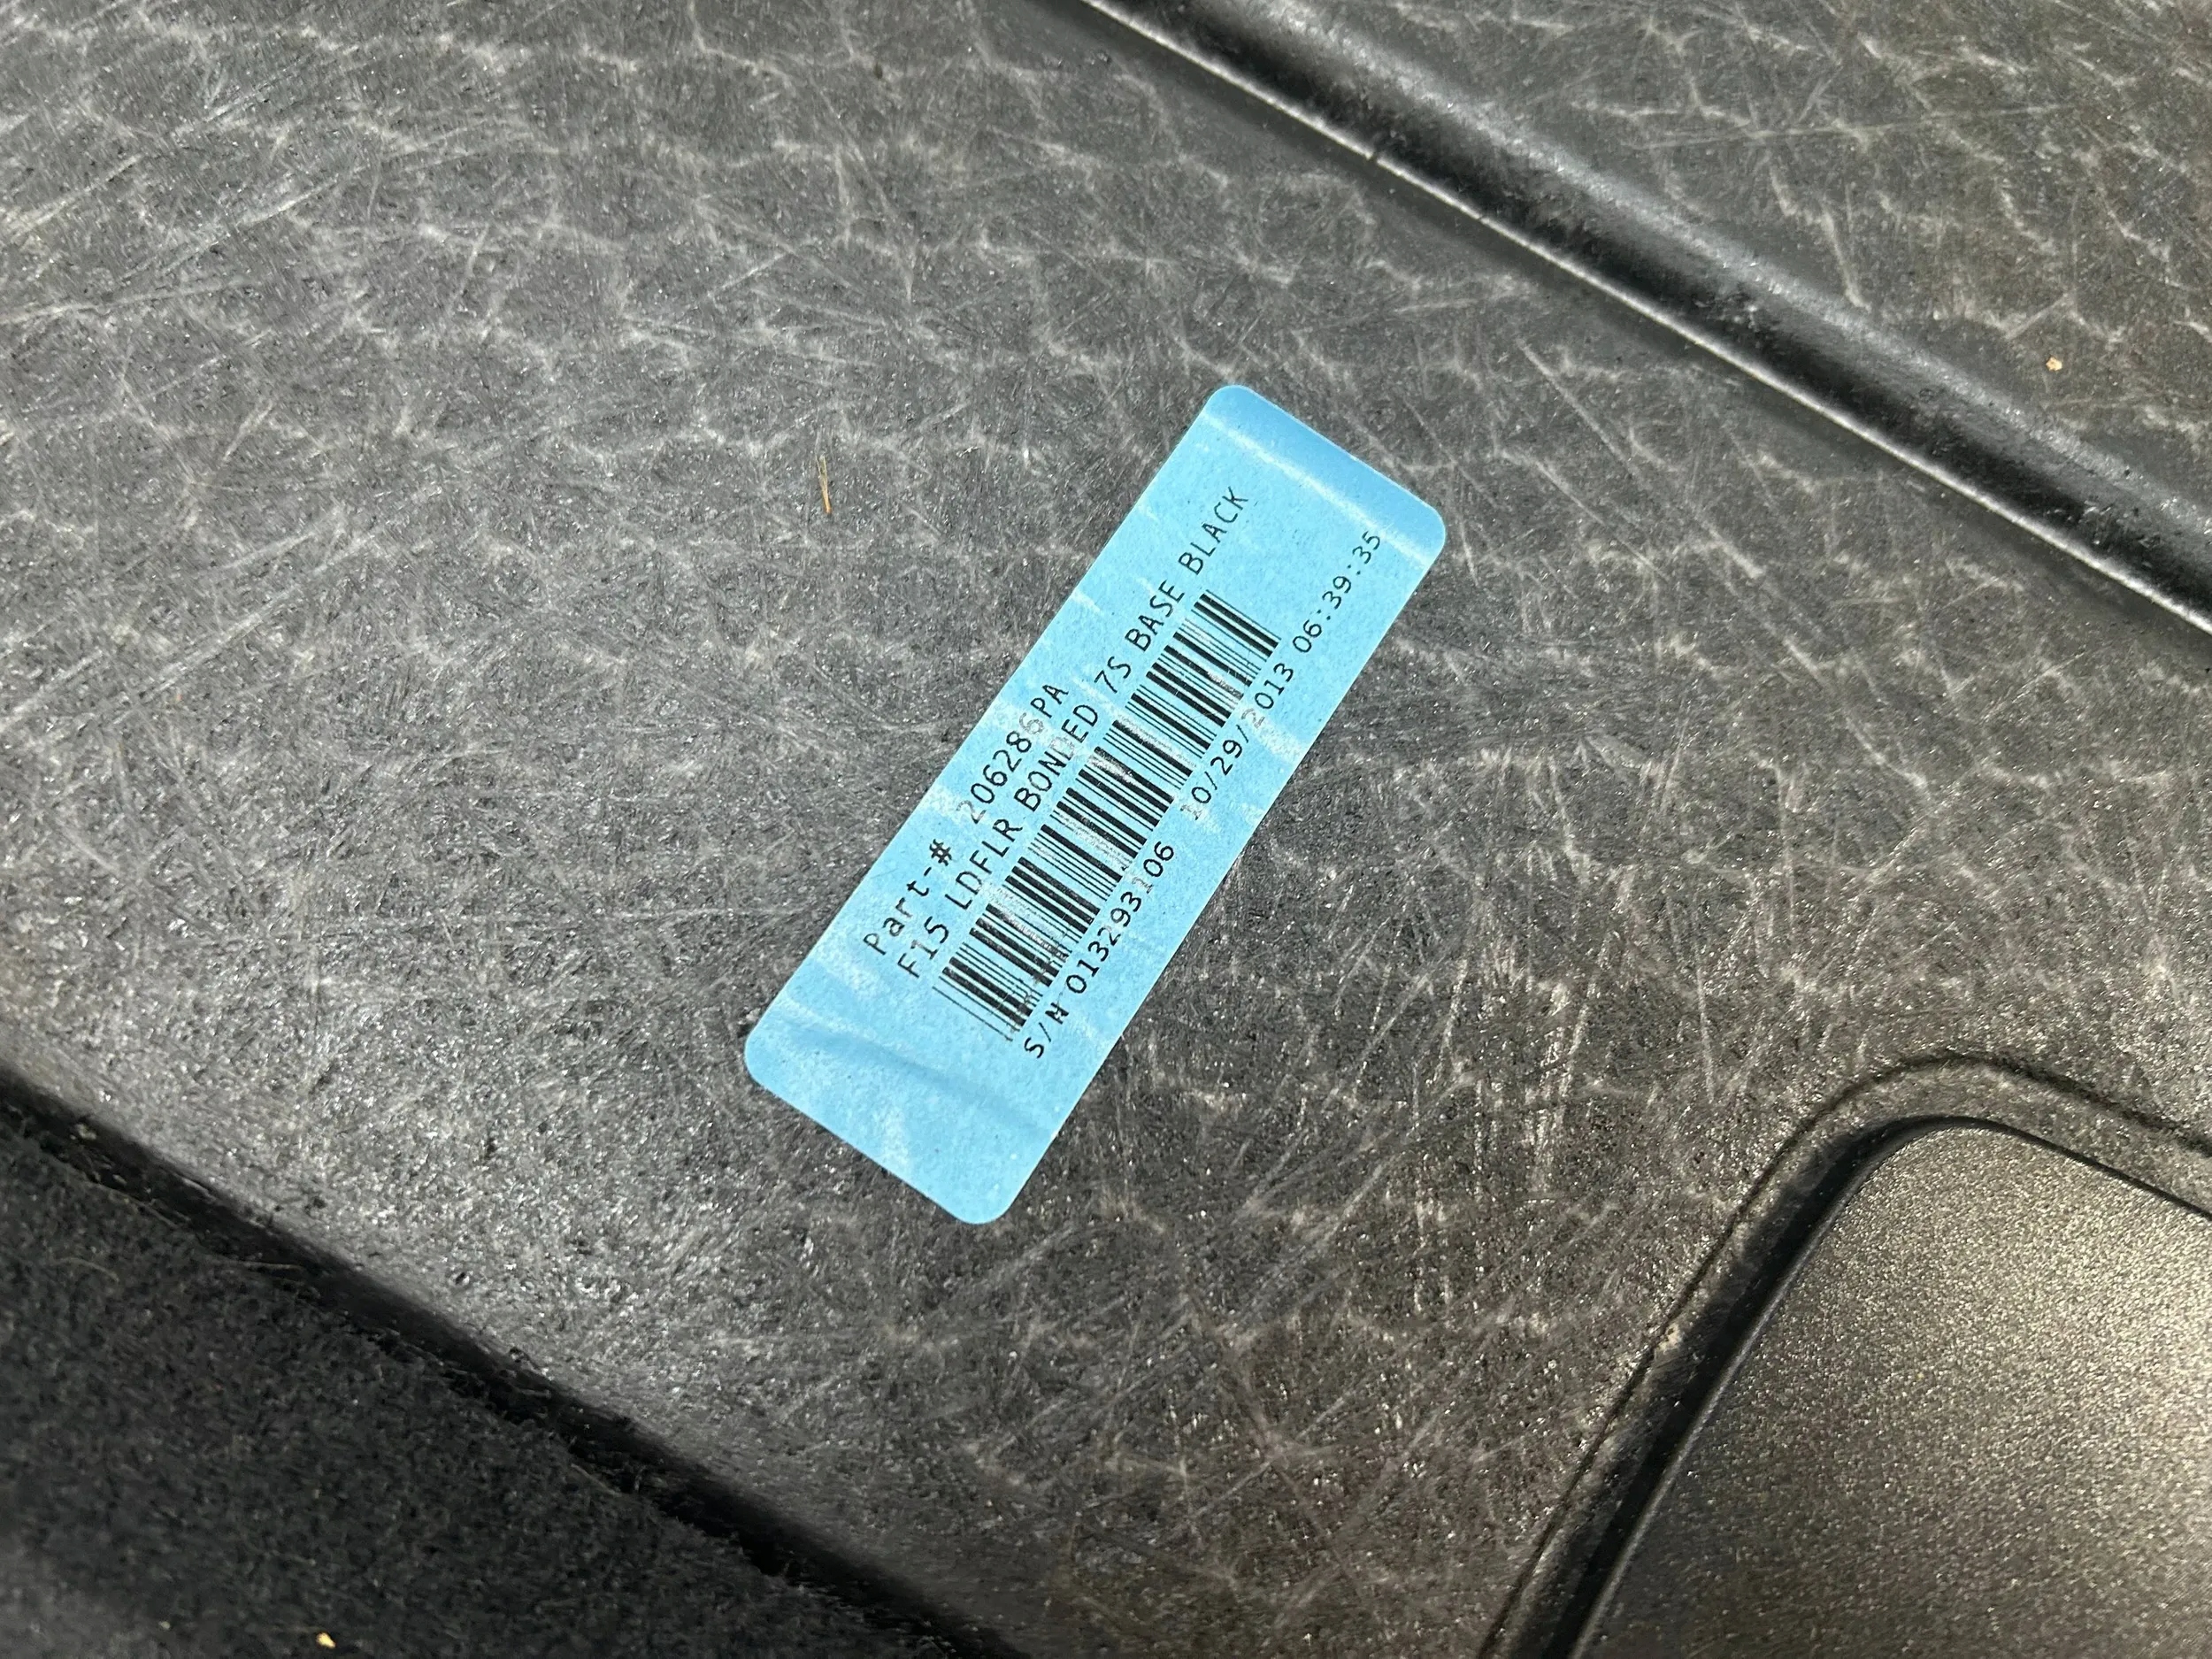 Part-# 206286PA
F15 LDFLR BONDED 7S BASE BLACK
S/N 013293106 10/29/2013 06:39:35